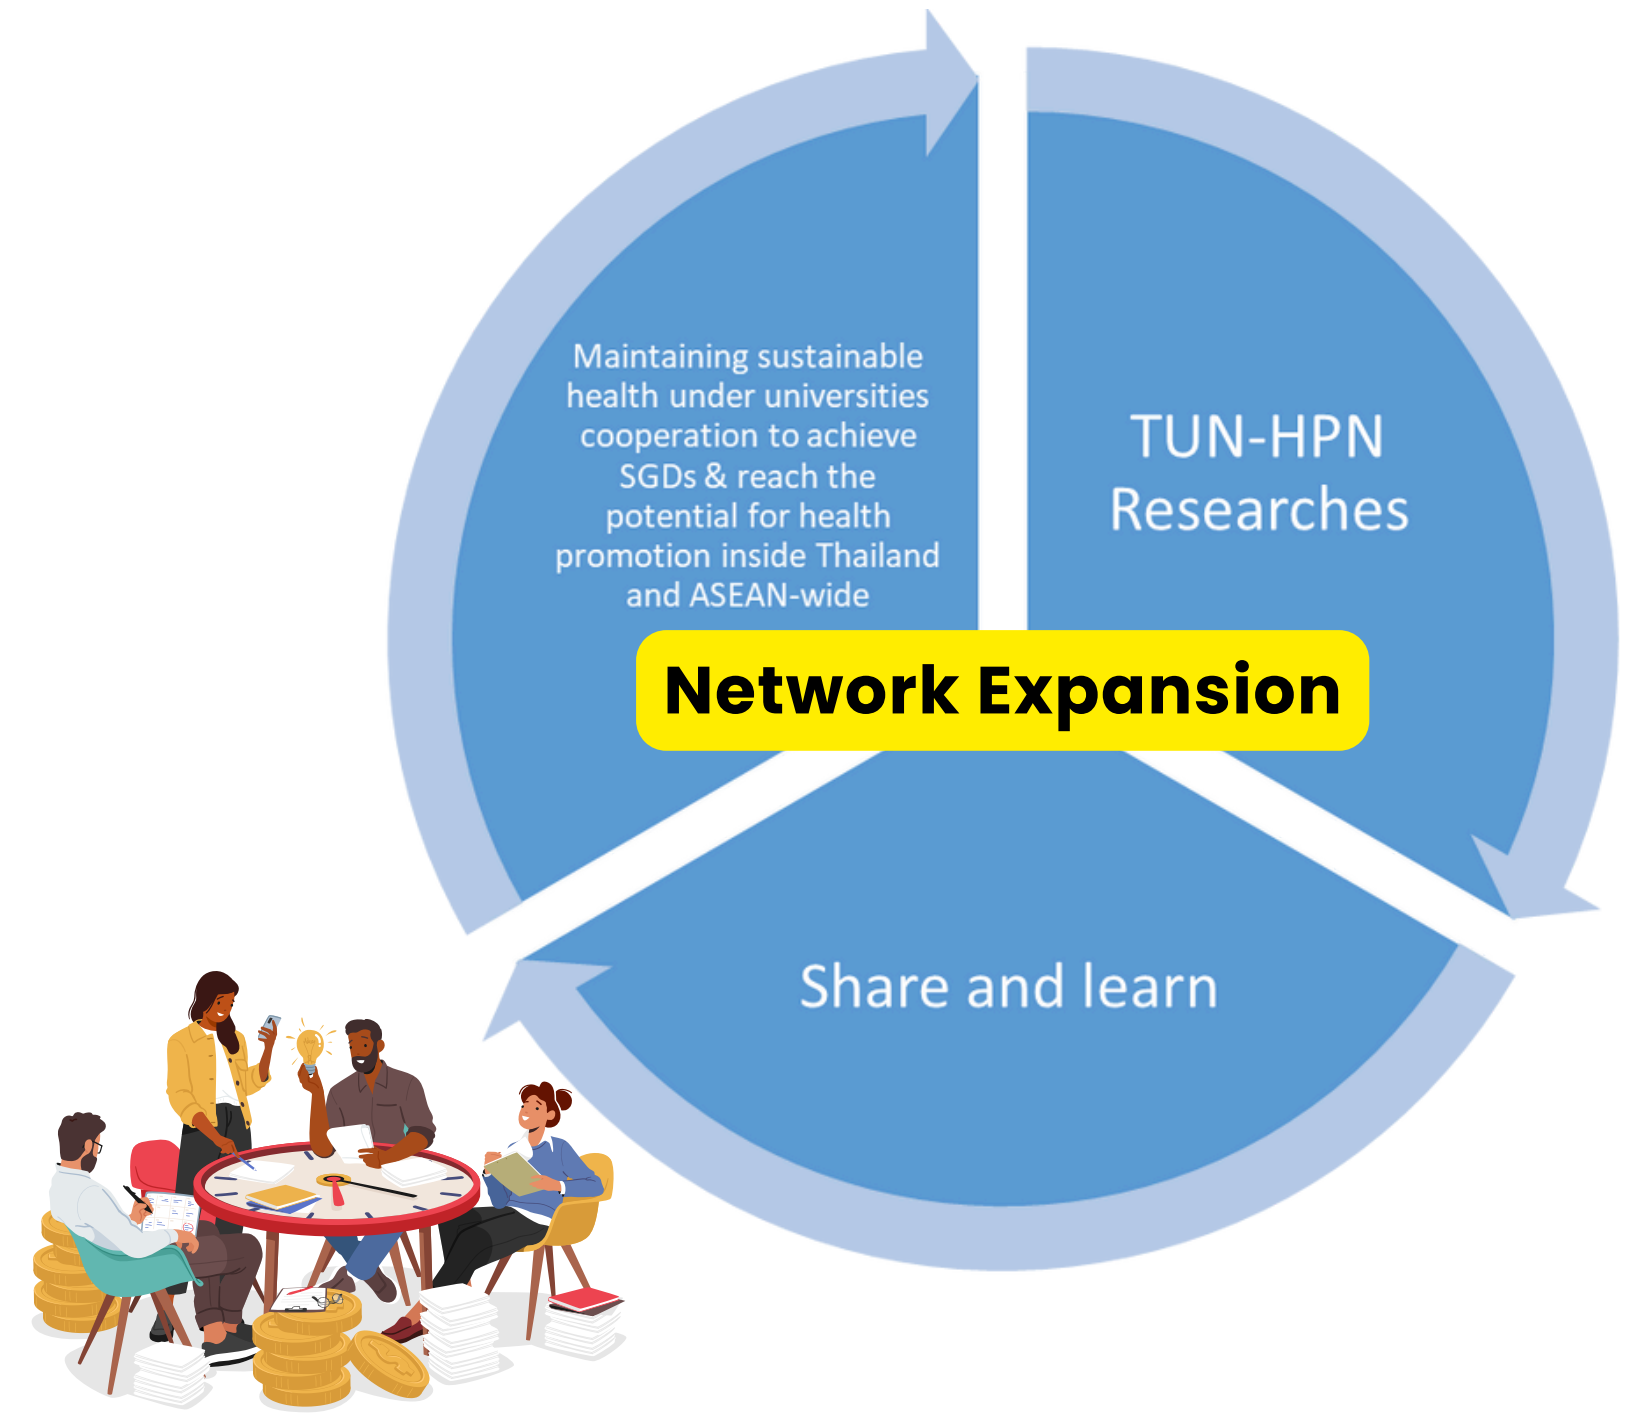 Maintaining sustainable
health under universities
cooperation to achieve
SGDs & reach the
potential for health
promotion inside Thailand
and ASEAN-wide
TUN-HPN
Researches
Network Expansion
Share and learn